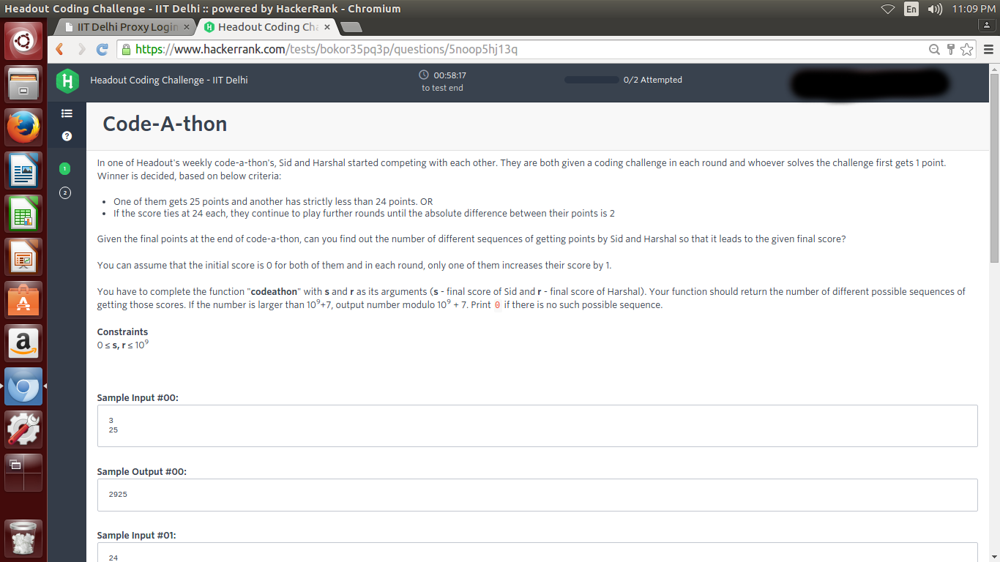 Headout Coding Challenge - IIT Delhi :: powered by HackerRank - Chromium
En
11:09 PM
IIT Delhi Proxy Login
Headout Coding Cha
https://www.hackerrank.com/tests/bokor35pq3p/questions/5noop5hj13q
Headout Coding Challenge - IIT Delhi
00:58:17
to test end
0/2 Attempted
Code-A-thon
In one of Headout's weekly code-a-thon's, Sid and Harshal started competing with each other. They are both given a coding challenge in each round and whoever solves the challenge first gets 1 point.
Winner is decided, based on below criteria:
• One of them gets 25 points and another has strictly less than 24 points. OR
• If the score ties at 24 each, they continue to play further rounds until the absolute difference between their points is 2
Given the final points at the end of code-a-thon, can you find out the number of different sequences of getting points by Sid and Harshal so that it leads to the given final score?
You can assume that the initial score is 0 for both of them and in each round, only one of them increases their score by 1.
You have to complete the function "codeathon" with s and r as its arguments (s - final score of Sid and r - final score of Harshal). Your function should return the number of different possible sequences of
getting those scores. If the number is larger than 10⁹+7, output number modulo 10⁹ + 7. Print 0 if there is no such possible sequence.
Constraints
0 ≤ s, r ≤ 10⁹
Sample Input #00:
3
25
Sample Output #00:
2925
Sample Input #01:
24
1
2